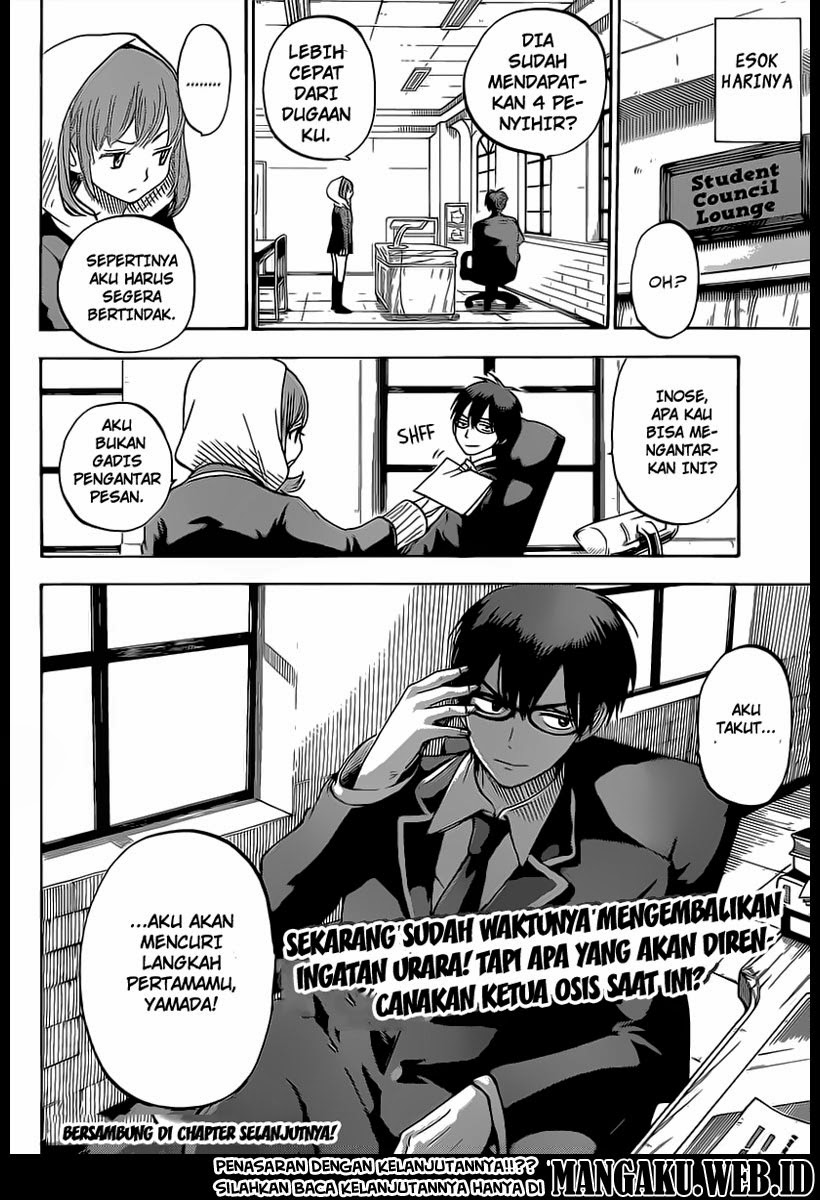 ESOK
HARINYA
Student
Council
Lounge
OH?
DIA
SUDAH
MENDAPAT-
KAN 4 PE-
NYIHIR?
LEBIH
CEPAT
DARI
DUGAAN
KU.
.........
SEPERTINYA
AKU HARUS
SEGERA
BERTINDAK.
INOSE,
APA KAU
BISA ME-
NGANTAR-
KAN INI?
SHFF
AKU
BUKAN
GADIS
PENGANTAR
PESAN.
AKU
TAKUT...
...AKU AKAN
MENCURI
LANGKAH
PERTAMAMU,
YAMADA!
SEKARANG SUDAH WAKTUNYA MENGEMBALIKAN
INGATAN URARA! TAPI APA YANG AKAN DIREN-
CANAKAN KETUA OSIS SAAT INI?
BERSAMBUNG DI CHAPTER SELANJUTNYA!
PENASARAN DENGAN KELANJUTANNYA!!??
SILAHKAN BACA KELANJUTANNYA HANYA DI
MANGAKU.WEB.ID